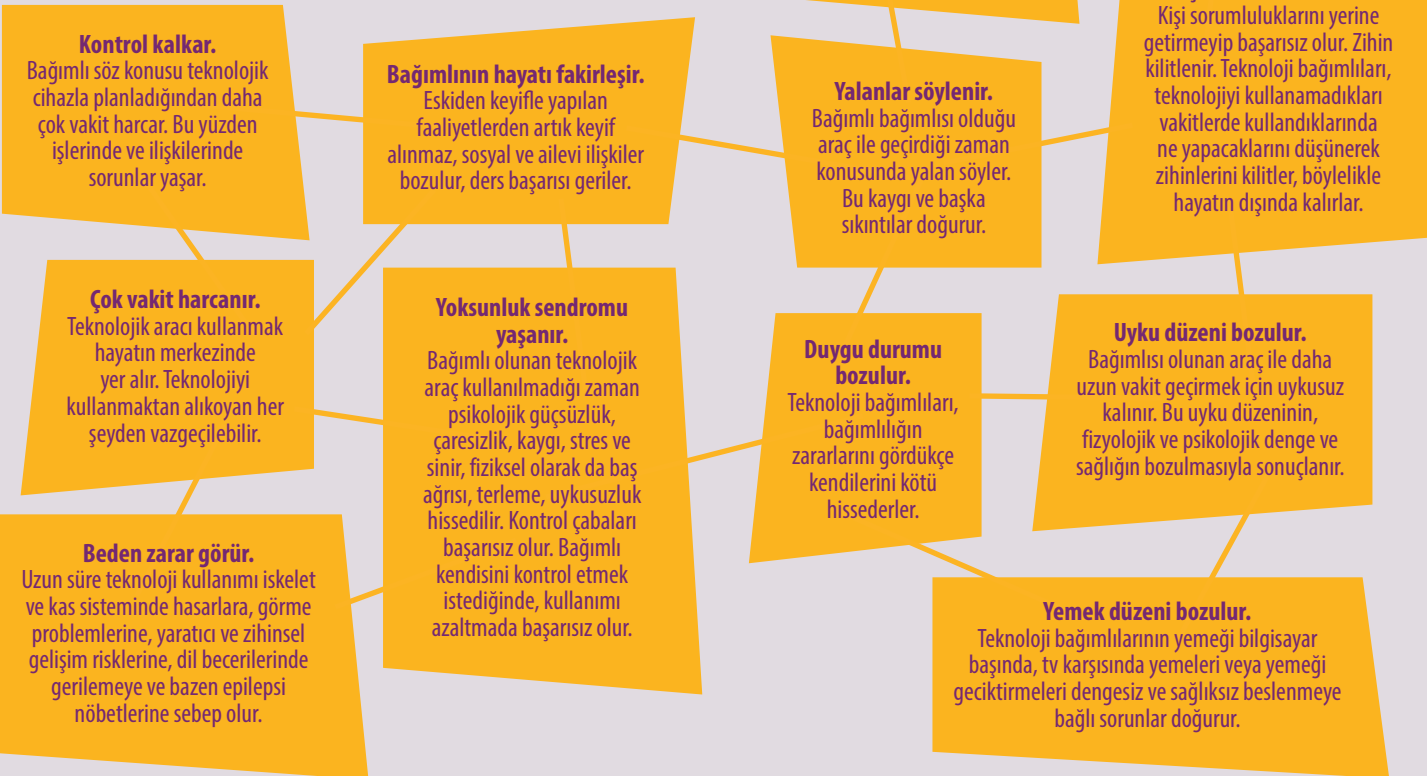 Kontrol kalkar.
Bağımlı söz konusu teknolojik
cihazla planladığından daha
çok vakit harcar. Bu yüzden
işlerinde ve ilişkilerinde
sorunlar yaşar.
Bağımlının hayatı fakirleşir.
Eskiden keyifle yapılan
faaliyetlerden artık keyif
alınmaz, sosyal ve ailevi ilişkiler
bozulur, ders başarısı geriler.
Yalanlar söylenir.
Bağımlı bağımlısı olduğu
araç ile geçirdiği zaman
konusunda yalan söyler.
Bu kaygı ve başka
sıkıntılar doğurur.
Kişi sorumluluklarını yerine
getirmeyip başarısız olur. Zihin
kilitlenir. Teknoloji bağımlıları,
teknolojiyi kullanamadıkları
vakitlerde kullandıklarında
ne yapacaklarını düşünerek
zihinlerini kilitler, böylelikle
hayatın dışında kalırlar.
Çok vakit harcanır.
Teknolojik aracı kullanmak
hayatın merkezinde
yer alır. Teknolojiyi
kullanmaktan alıkoyan her
şeyden vazgeçilebilir.
Yoksunluk sendromu
yaşanır.
Bağımlı olunan teknolojik
araç kullanılmadığı zaman
psikolojik güçsüzlük,
çaresizlik, kaygı, stres ve
sinir, fiziksel olarak da baş
ağrısı, terleme, uykusuzluk
hissedilir. Kontrol çabaları
başarısız olur. Bağımlı
kendisini kontrol etmek
istediğinde, kullanımı
azaltmada başarısız olur.
Duygu durumu
bozulur.
Teknoloji bağımlıları,
bağımlılığın
zararlarını gördükçe
kendilerini kötü
hissederler.
Uyku düzeni bozulur.
Bağımlısı olunan araç ile daha
uzun vakit geçirmek için uykusuz
kalınır. Bu uyku düzeninin,
fizyolojik ve psikolojik denge ve
sağlığın bozulmasıyla sonuçlanır.
Beden zarar görür.
Uzun süre teknoloji kullanımı iskelet
ve kas sisteminde hasarlara, görme
problemlerine, yaratıcı ve zihinsel
gelişim risklerine, dil becerilerinde
gerilemeye ve bazen epilepsi
nöbetlerine sebep olur.
Yemek düzeni bozulur.
Teknoloji bağımlılarının yemeği bilgisayar
başında, tv karşısında yemeleri veya yemeği
geciktirmeleri dengesiz ve sağlıksız beslenmeye
bağlı sorunlar doğurur.